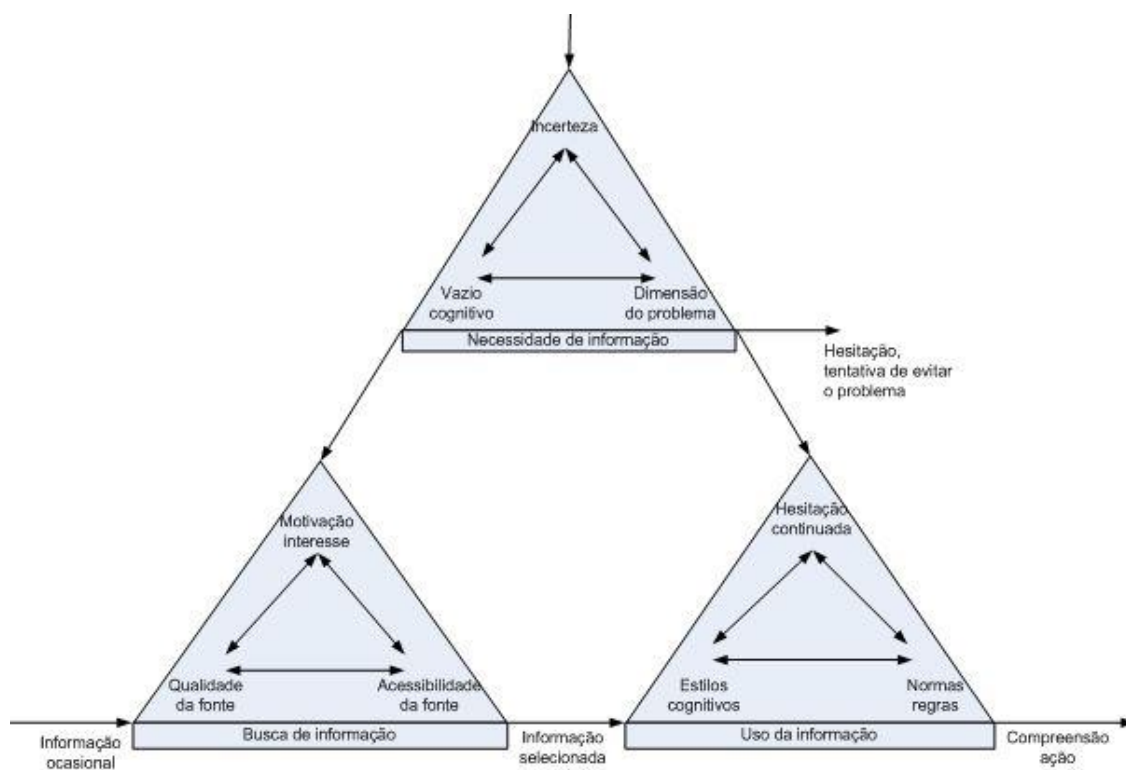 Incerteza
Vazio
cognitivo
Dimensão
do problema
Necessidade de informação
Hesitação,
tentativa de evitar
o problema
Motivação
interesse
Qualidade
da fonte
Acessibilidade
da fonte
Busca de informação
Hesitação
continuada
Estilos
cognitivos
Normas
regras
Uso da informação
Informação
ocasional
Informação
selecionada
Compreensão
ação